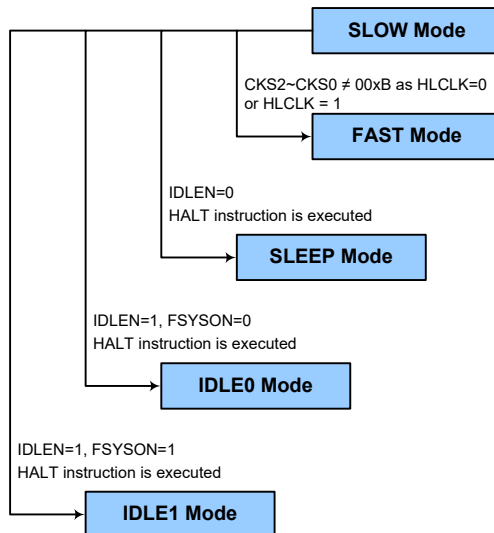 SLOW Mode
CKS2~CKS0 ≠ 00xB as HLCLK=0
or HLCLK = 1
FAST Mode
IDLEN=0
HALT instruction is executed
SLEEP Mode
IDLEN=1, FSYSON=0
HALT instruction is executed
IDLE0 Mode
IDLEN=1, FSYSON=1
HALT instruction is executed
IDLE1 Mode